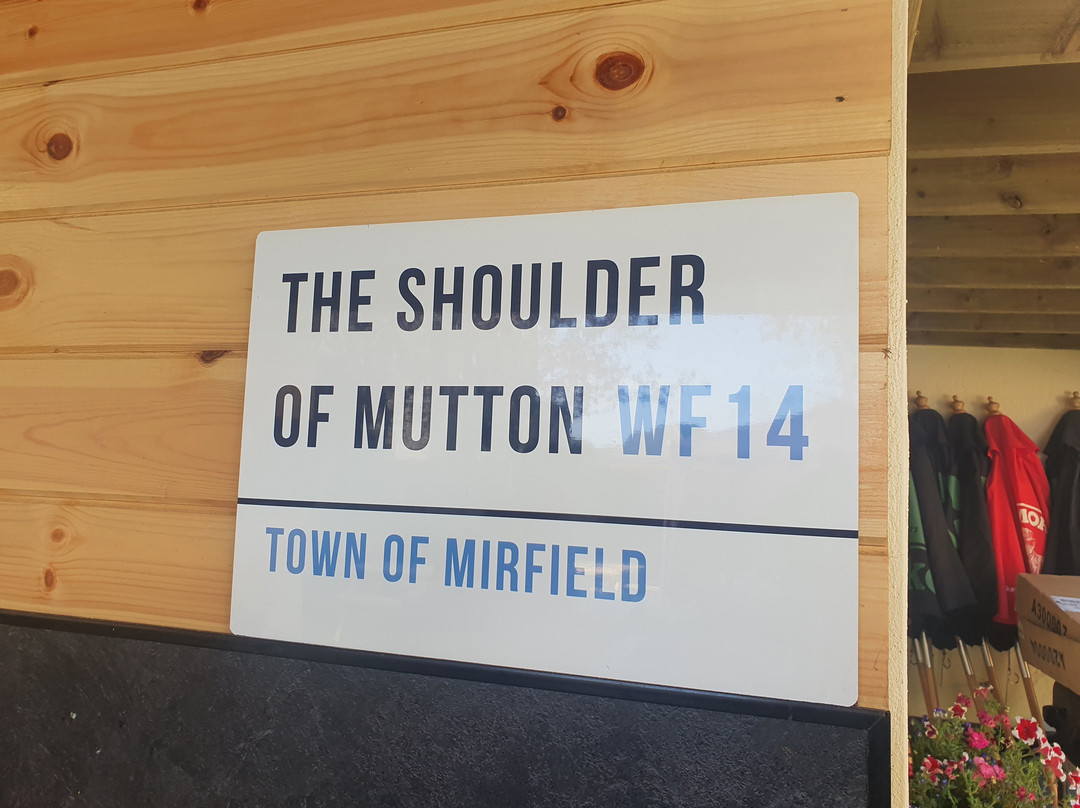 THE SHOULDER
OF MUTTON WF14
TOWN OF MIRFIELD